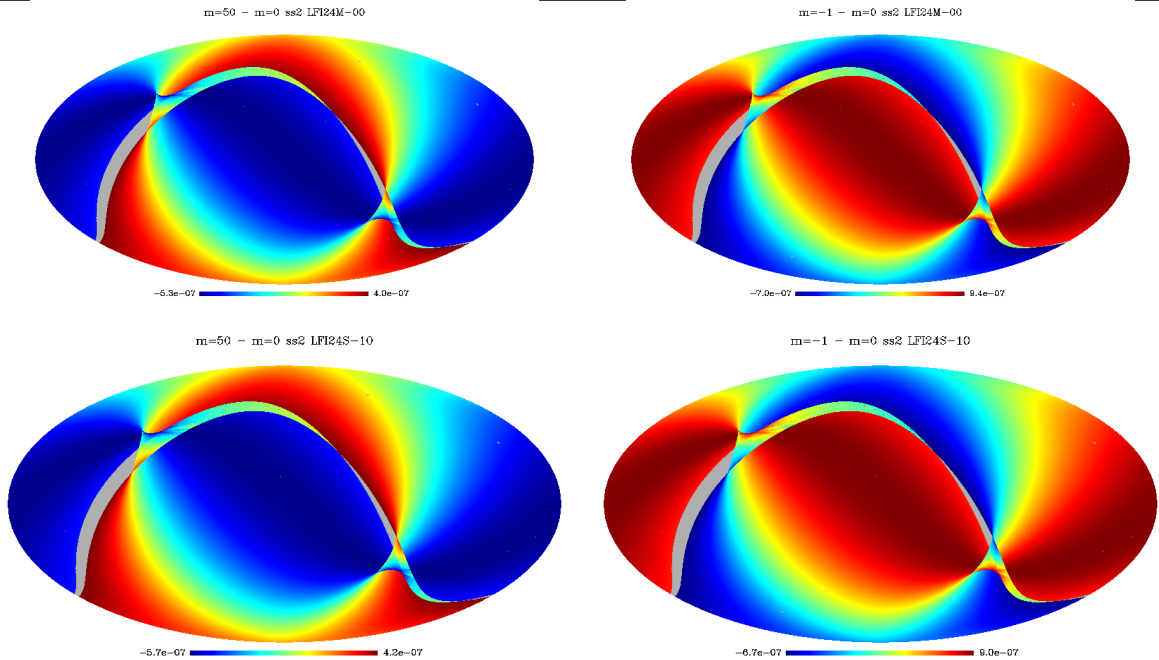 m=50 - m=0 ss2 LFI24M-00
m=-1 - m=0 ss2 LFI24M-00
-5.3e-07 4.0e-07
-7.0e-07 9.4e-07
m=50 - m=0 ss2 LFI24S-10
m=-1 - m=0 ss2 LFI24S-10
-5.7e-07 4.2e-07
-6.7e-07 9.0e-07